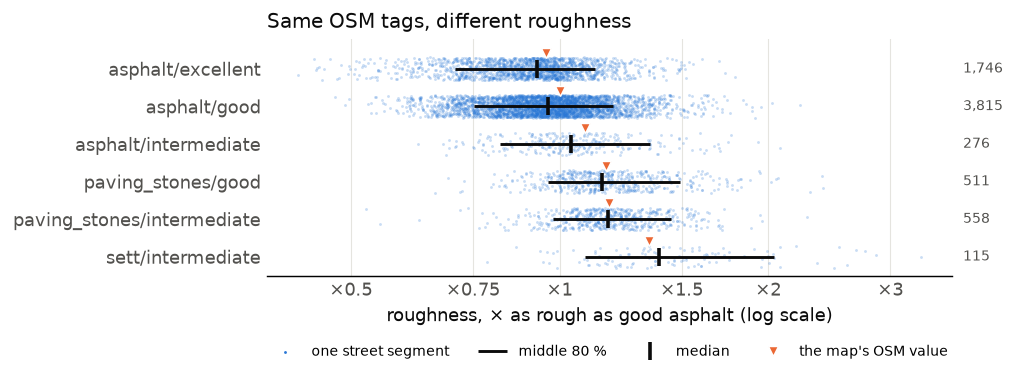 Same OSM tags, different roughness
asphalt/excellent 1,746
asphalt/good 3,815
asphalt/intermediate 276
paving_stones/good 511
paving_stones/intermediate 558
sett/intermediate 115
×0.5 ×0.75 ×1 ×1.5 ×2 ×3
roughness, × as rough as good asphalt (log scale)
one street segment middle 80 % median the map's OSM value